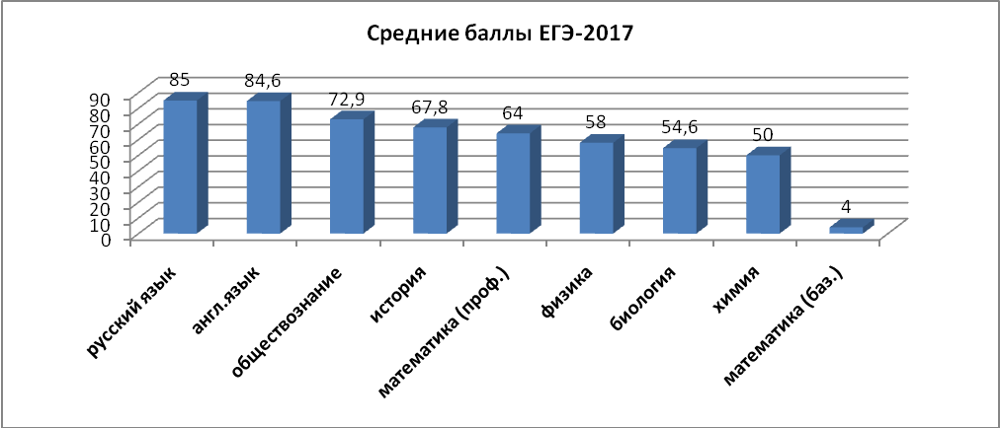 Средние баллы ЕГЭ-2017
85
84,6
72,9
67,8
64
58
54,6
50
4
90
80
70
60
50
40
30
20
10
0
русский язык
англ.язык
обществознание
история
математика (проф.)
физика
биология
химия
математика (баз.)